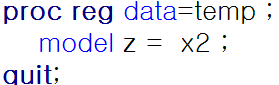 proc reg data=temp ;
model z = x2 ;
quit;